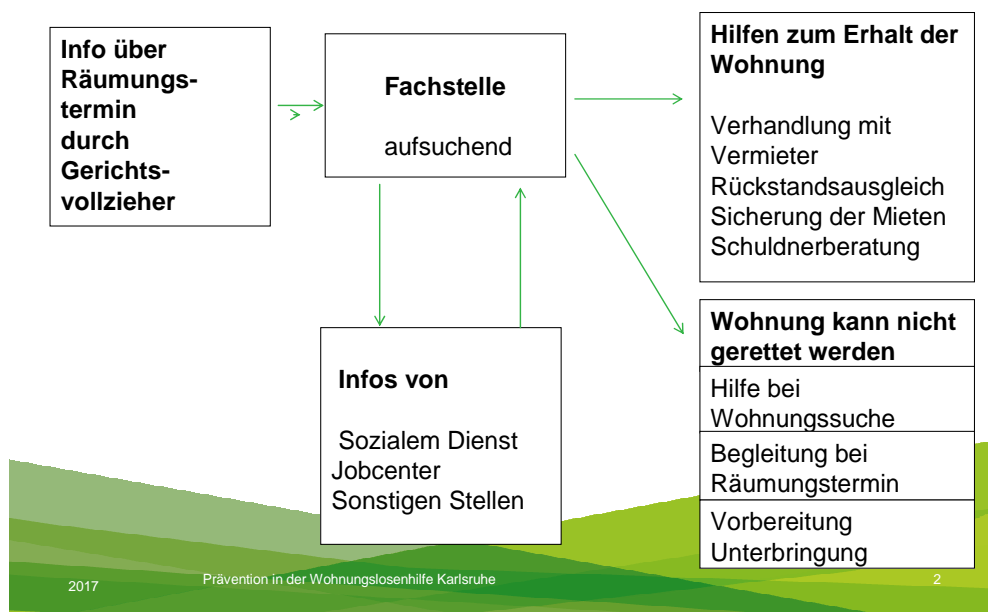 Info über
Räumungs-
termin
durch
Gerichts-
vollzieher
Fachstelle
aufsuchend
Infos von
Sozialem Dienst
Jobcenter
Sonstigen Stellen
Hilfen zum Erhalt der
Wohnung
Verhandlung mit
Vermieter
Rückstandsausgleich
Sicherung der Mieten
Schuldnerberatung
Wohnung kann nicht
gerettet werden
Hilfe bei
Wohnungssuche
Begleitung bei
Räumungstermin
Vorbereitung
Unterbringung
2017
Prävention in der Wohnungslosenhilfe Karlsruhe
2